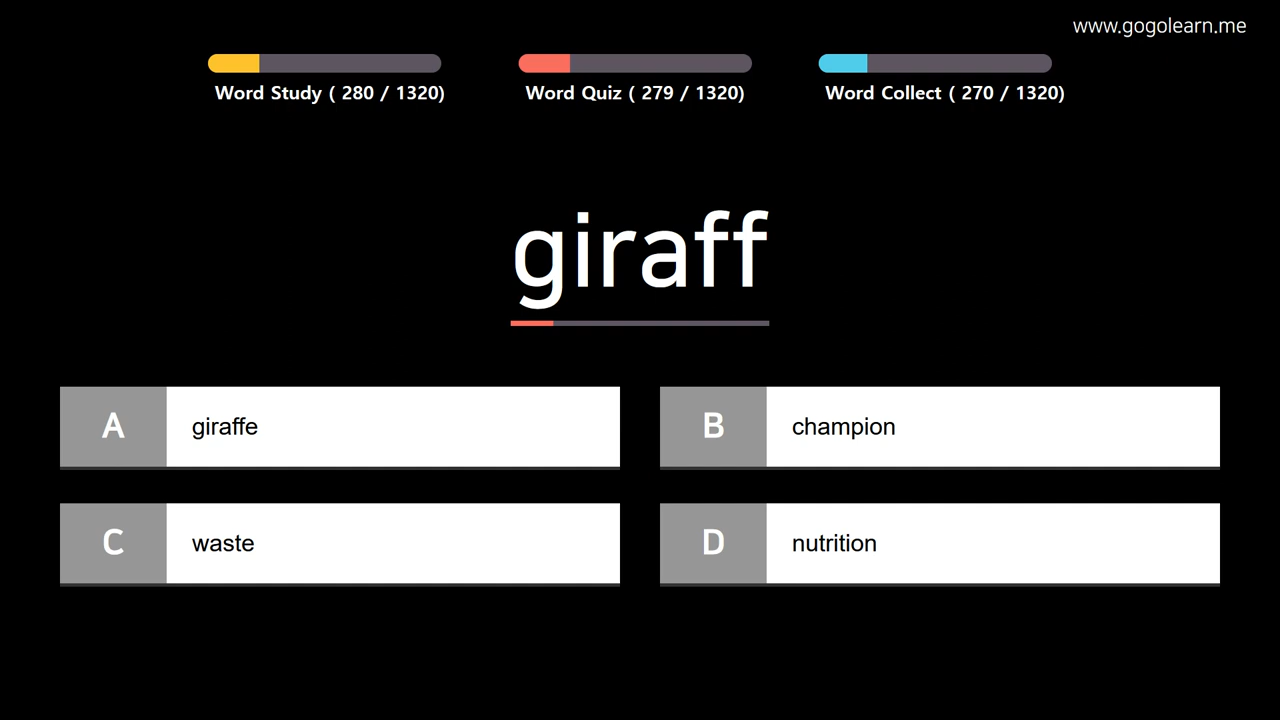 www.gogolearn.me
Word Study ( 280 / 1320)
Word Quiz ( 279 / 1320)
Word Collect ( 270 / 1320)
giraff
A giraffe
B champion
C waste
D nutrition